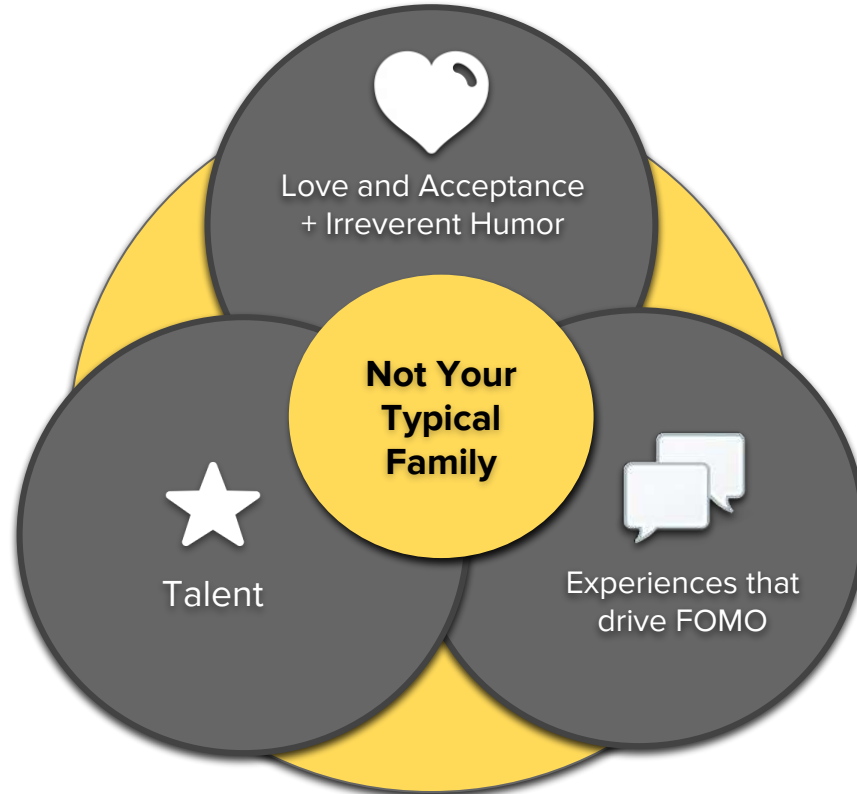 Love and Acceptance
+ Irreverent Humor
Not Your
Typical
Family
Talent
Experiences that
drive FOMO